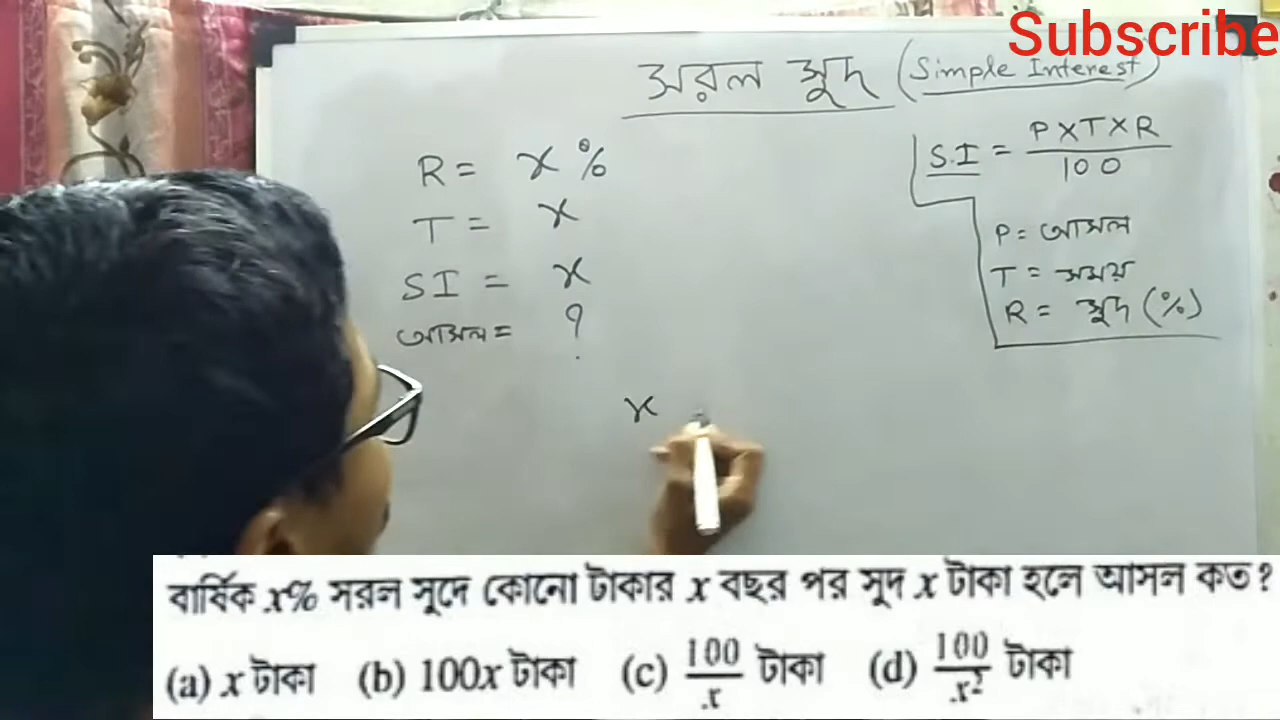 Subscribe
সরল সুদ (Simple Interest)
R = x %
T = x
SI = x
আসল = ?
x
S.I = P×T×R / 100
P = আসল
T = সময়
R = সুদ (%)
বার্ষিক x% সরল সুদে কোনো টাকার x বছর পর সুদ x টাকা হলে আসল কত?
(a) x টাকা (b) 100x টাকা (c) 100/x টাকা (d) 100/x² টাকা